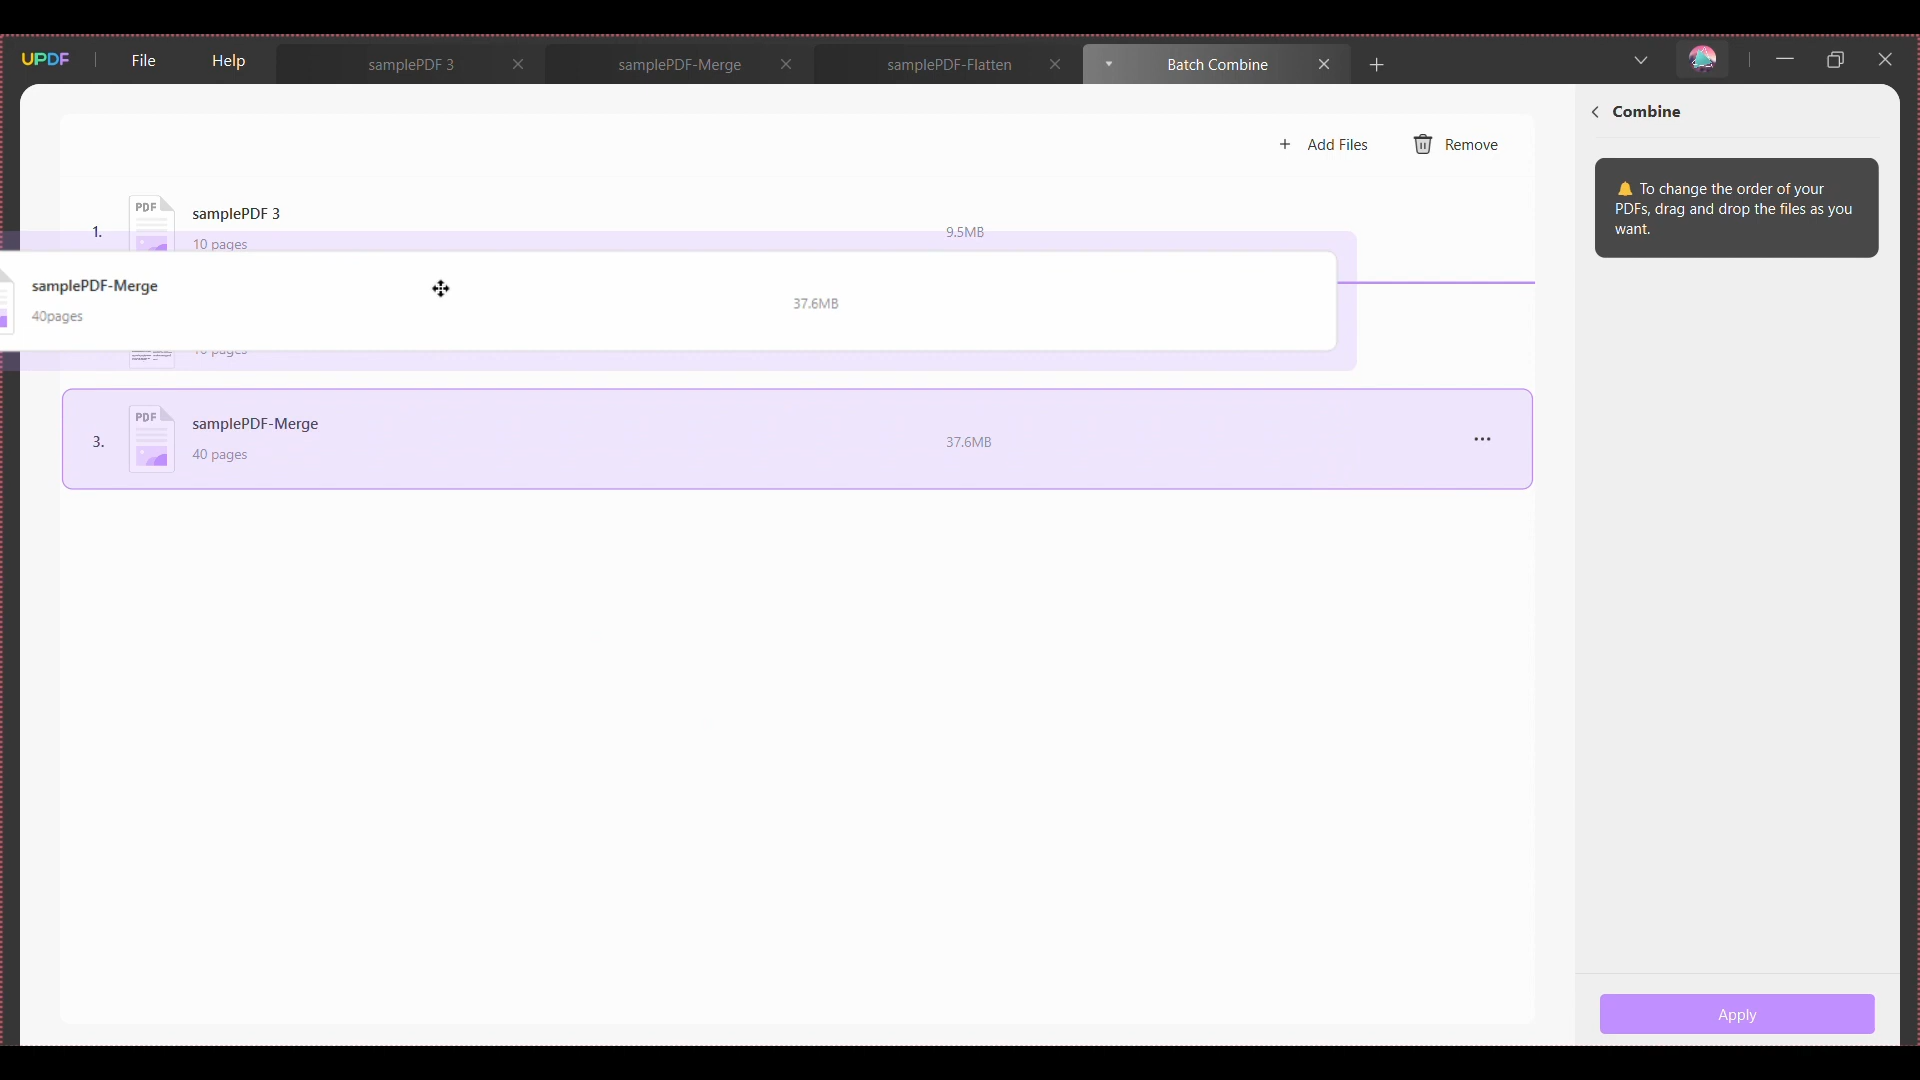 UPDF
File
Help
samplePDF 3
samplePDF-Merge
samplePDF-Flatten
Batch Combine
Combine
Add Files
Remove
To change the order of your
PDFs, drag and drop the files as you
want.
1.
PDF
samplePDF 3
10 pages
9.5MB
samplePDF-Merge
40pages
37.6MB
3.
PDF
samplePDF-Merge
40 pages
37.6MB
Apply